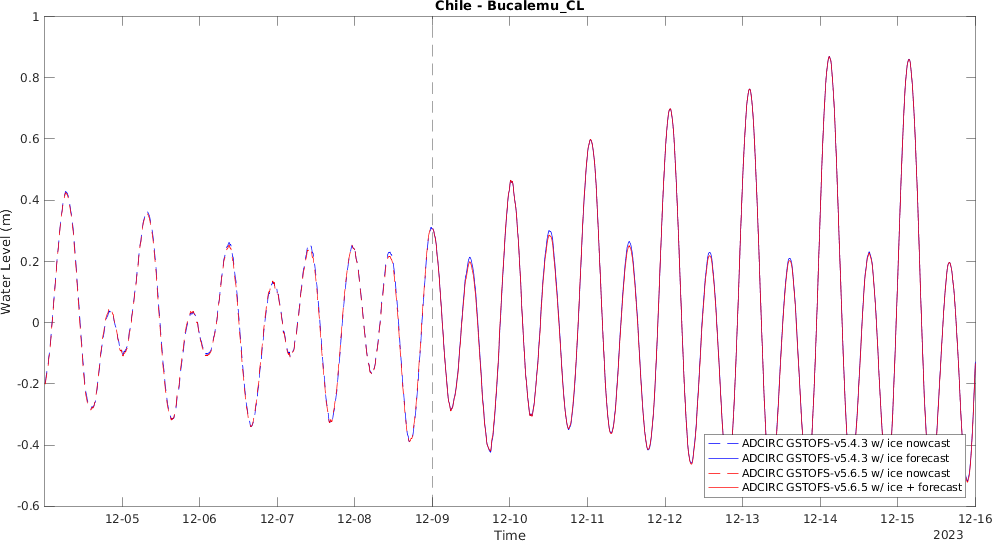 Chile - Bucalemu_CL
Water Level (m)
1
0.8
0.6
0.4
0.2
0
-0.2
-0.4
-0.6
ADCIRC GSTOFS-v5.4.3 w/ ice nowcast
ADCIRC GSTOFS-v5.4.3 w/ ice forecast
ADCIRC GSTOFS-v5.6.5 w/ ice nowcast
ADCIRC GSTOFS-v5.6.5 w/ ice + forecast
12-05 12-06 12-07 12-08 12-09 12-10 12-11 12-12 12-13 12-14 12-15 12-16
Time
2023